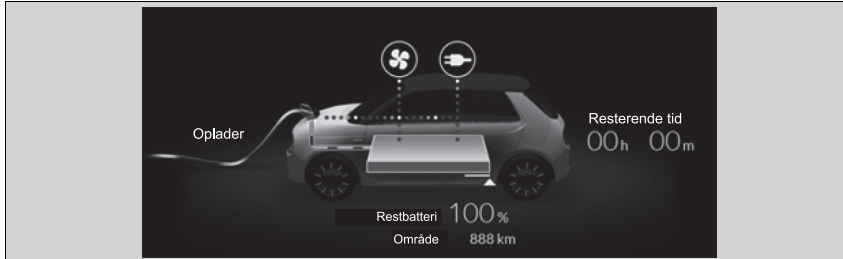 Oplader
Resterende tid
00h 00m
Restbatteri 100%
Område 888 km